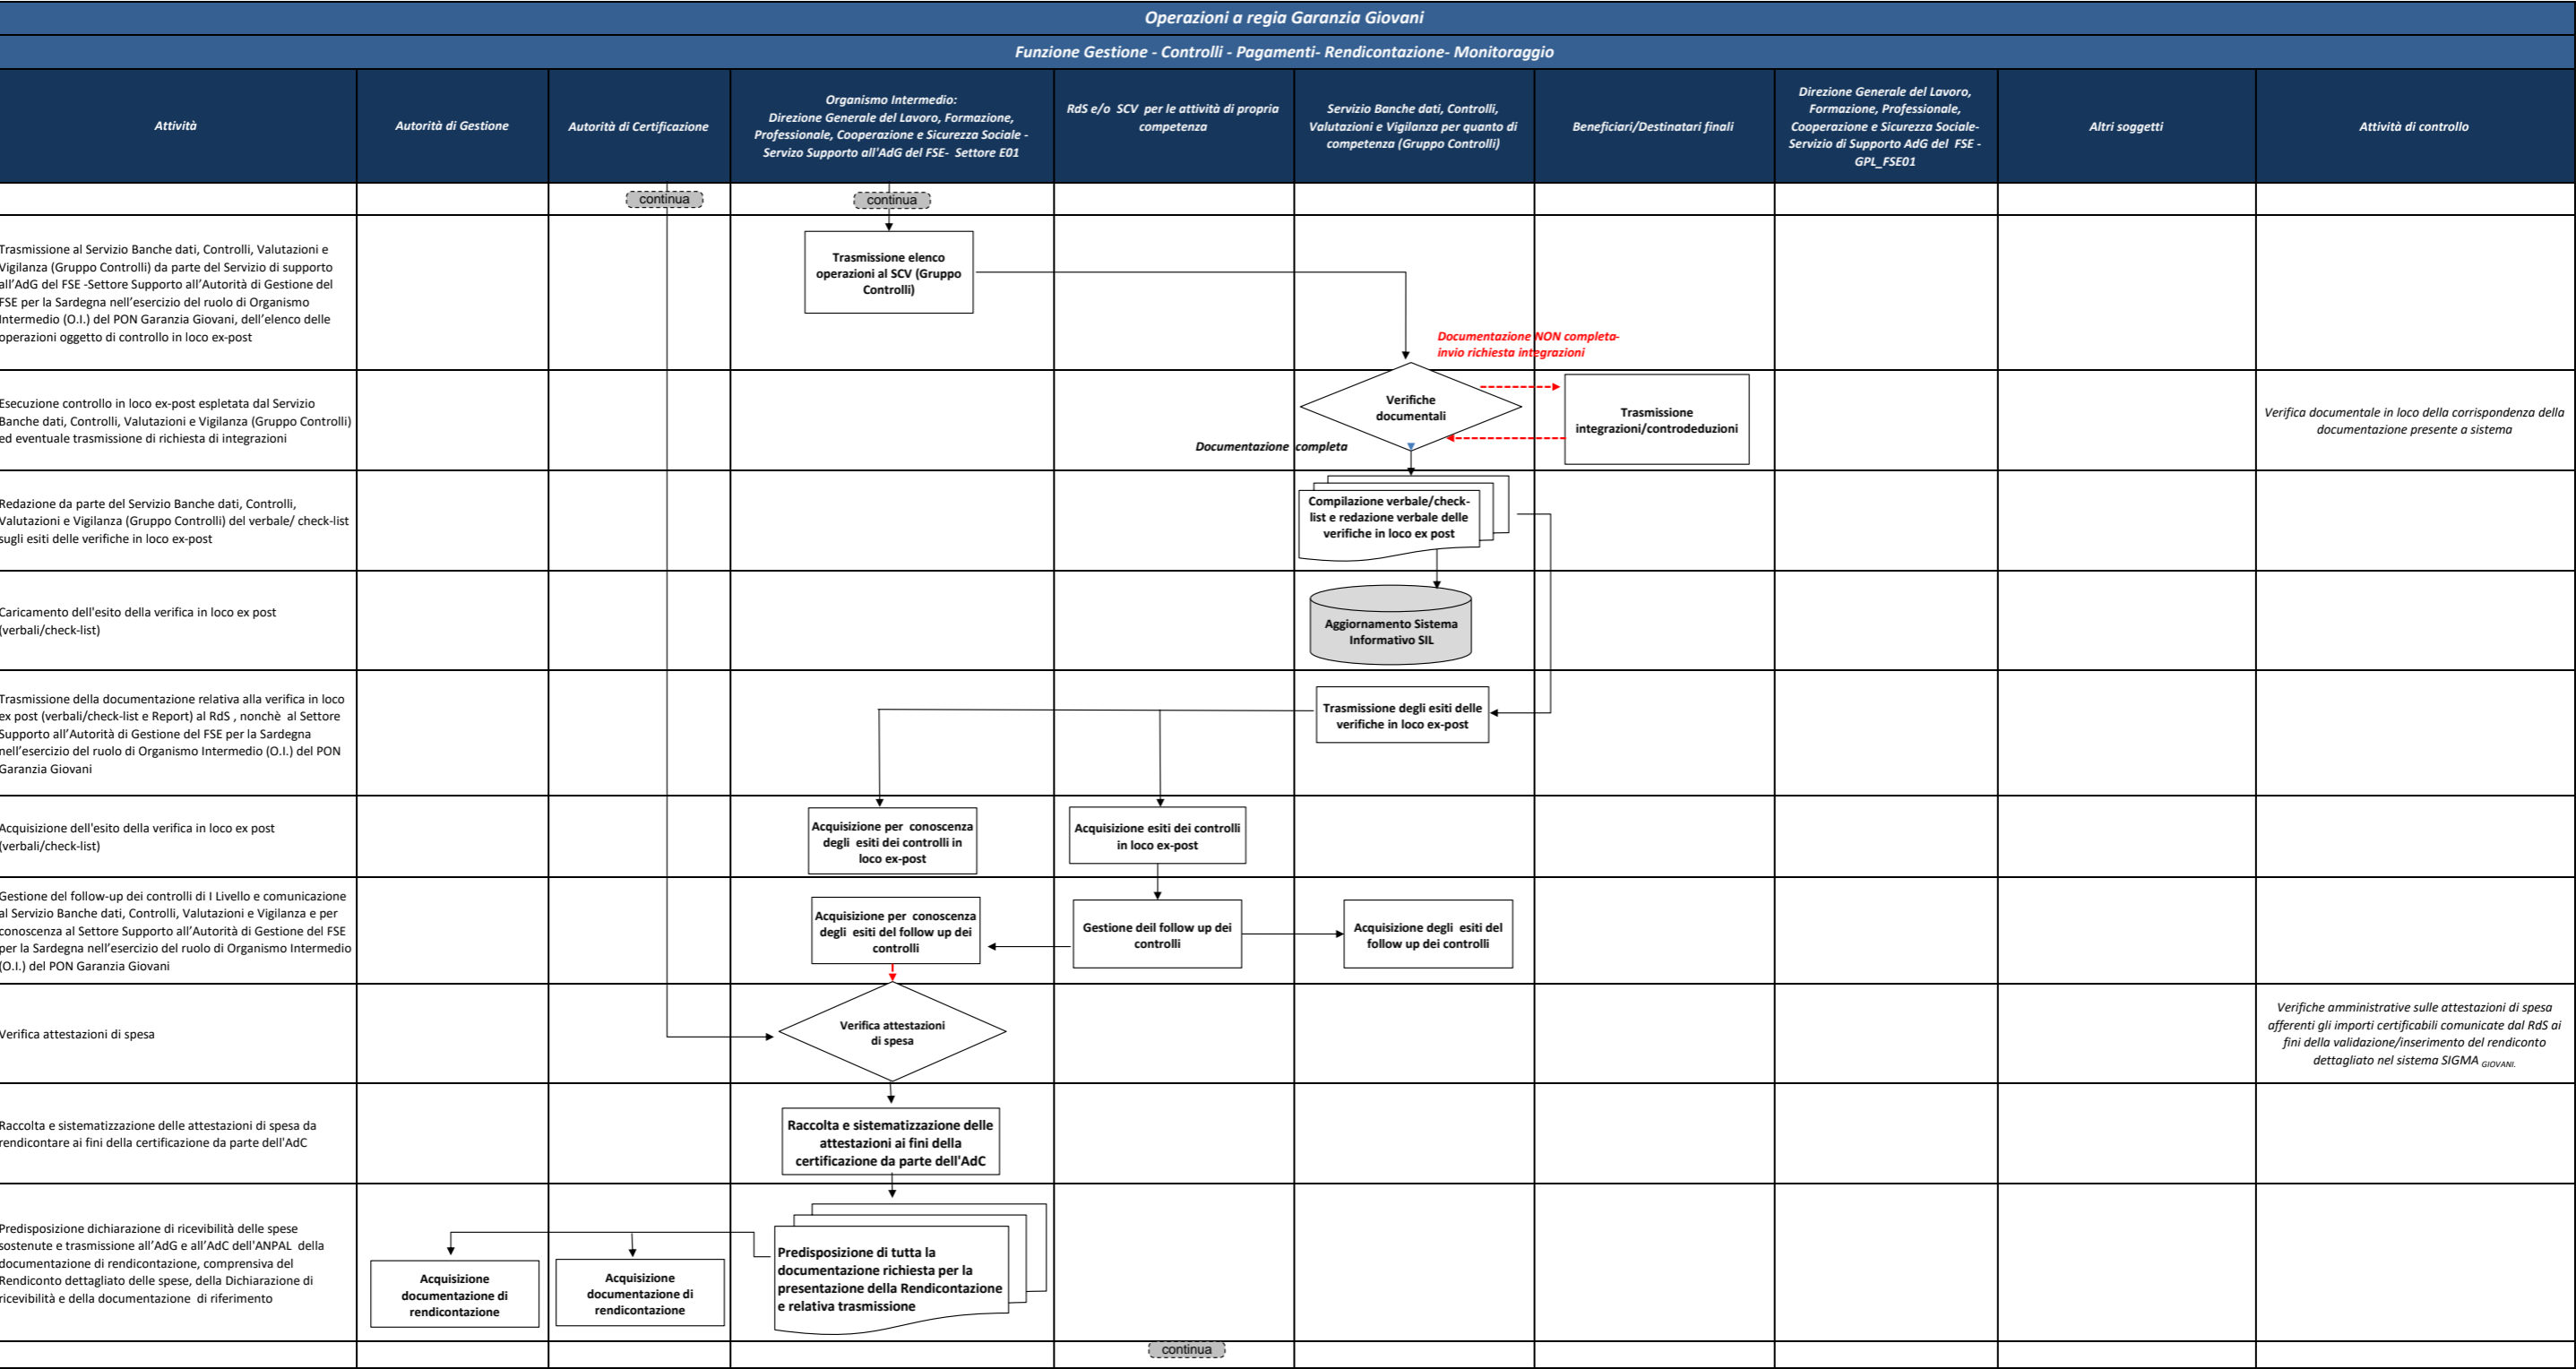 Operazioni a regia Garanzia Giovani
Funzione Gestione - Controlli - Pagamenti- Rendicontazione- Monitoraggio
Attività
Autorità di Gestione
Autorità di Certificazione
Organismo Intermedio:
Direzione Generale del Lavoro, Formazione,
Professionale, Cooperazione e Sicurezza Sociale -
Servizo Supporto all'AdG del FSE- Settore E01
RdS e/o SCV per le attività di propria
competenza
Servizio Banche dati, Controlli,
Valutazioni e Vigilanza per quanto di
competenza (Gruppo Controlli)
Beneficiari/Destinatari finali
Direzione Generale del Lavoro,
Formazione, Professionale,
Cooperazione e Sicurezza Sociale-
Servizio di Supporto AdG del FSE -
GPL_FSE01
Altri soggetti
Attività di controllo
continua
continua
Trasmissione al Servizio Banche dati, Controlli, Valutazioni e
Vigilanza (Gruppo Controlli) da parte del Servizio di supporto
all'AdG del FSE -Settore Supporto all'Autorità di Gestione del
FSE per la Sardegna nell'esercizio del ruolo di Organismo
Intermedio (O.I.) del PON Garanzia Giovani, dell'elenco delle
operazioni oggetto di controllo in loco ex-post
Trasmissione elenco
operazioni al SCV (Gruppo
Controlli)
Documentazione NON completa-
invio richiesta integrazioni
Esecuzione controllo in loco ex-post espletata dal Servizio
Banche dati, Controlli, Valutazioni e Vigilanza (Gruppo Controlli)
ed eventuale trasmissione di richiesta di integrazioni
Verifiche
documentali
Documentazione completa
Trasmissione
integrazioni/controdeduzioni
Verifica documentale in loco della corrispondenza della
documentazione presente a sistema
Redazione da parte del Servizio Banche dati, Controlli,
Valutazioni e Vigilanza (Gruppo Controlli) del verbale/ check-list
sugli esiti delle verifiche in loco ex-post
Compilazione verbale/check-
list e redazione verbale delle
verifiche in loco ex post
Caricamento dell'esito della verifica in loco ex post
(verbali/check-list)
Aggiornamento Sistema
Informativo SIL
Trasmissione della documentazione relativa alla verifica in loco
ex post (verbali/check-list e Report) al RdS , nonchè al Settore
Supporto all'Autorità di Gestione del FSE per la Sardegna
nell'esercizio del ruolo di Organismo Intermedio (O.I.) del PON
Garanzia Giovani
Trasmissione degli esiti delle
verifiche in loco ex-post
Acquisizione dell'esito della verifica in loco ex post
(verbali/check-list)
Acquisizione per conoscenza
degli esiti dei controlli in
loco ex-post
Acquisizione esiti dei controlli
in loco ex-post
Gestione del follow-up dei controlli di I Livello e comunicazione
al Servizio Banche dati, Controlli, Valutazioni e Vigilanza e per
conoscenza al Settore Supporto all'Autorità di Gestione del FSE
per la Sardegna nell'esercizio del ruolo di Organismo Intermedio
(O.I.) del PON Garanzia Giovani
Acquisizione per conoscenza
degli esiti del follow up dei
controlli
Gestione deil follow up dei
controlli
Acquisizione degli esiti del
follow up dei controlli
Verifica attestazioni di spesa
Verifica attestazioni
di spesa
Verifiche amministrative sulle attestazioni di spesa
afferenti gli importi certificabili comunicate dal RdS ai
fini della validazione/inserimento del rendiconto
dettagliato nel sistema SIGMA GIOVANI.
Raccolta e sistematizzazione delle attestazioni di spesa da
rendicontare ai fini della certificazione da parte dell'AdC
Raccolta e sistematizzazione delle
attestazioni ai fini della
certificazione da parte dell'AdC
Predisposizione dichiarazione di ricevibilità delle spese
sostenute e trasmissione all'AdG e all'AdC dell'ANPAL della
documentazione di rendicontazione, comprensiva del
Rendiconto dettagliato delle spese, della Dichiarazione di
ricevibilità e della documentazione di riferimento
Acquisizione
documentazione di
rendicontazione
Acquisizione
documentazione di
rendicontazione
Predisposizione di tutta la
documentazione richiesta per la
presentazione della Rendicontazione
e relativa trasmissione
continua